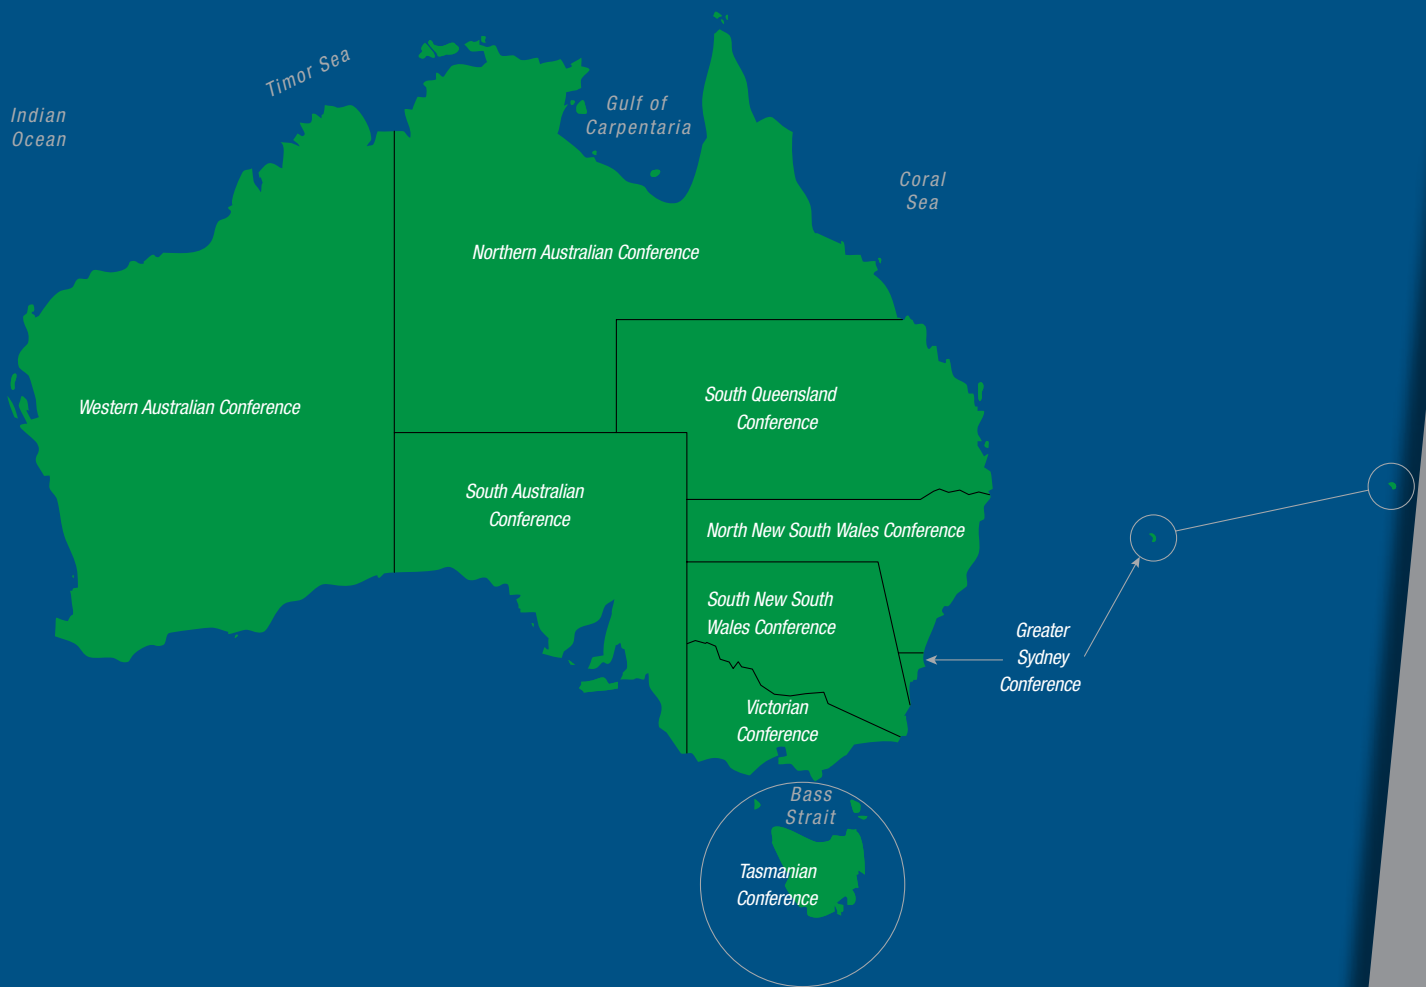 Timor Sea
Indian
Ocean
Gulf of
Carpentaria
Coral
Sea
Northern Australian Conference
Western Australian Conference
South Queensland
Conference
South Australian
Conference
North New South Wales Conference
South New South
Wales Conference
Greater
Sydney
Conference
Victorian
Conference
Bass
Strait
Tasmanian
Conference